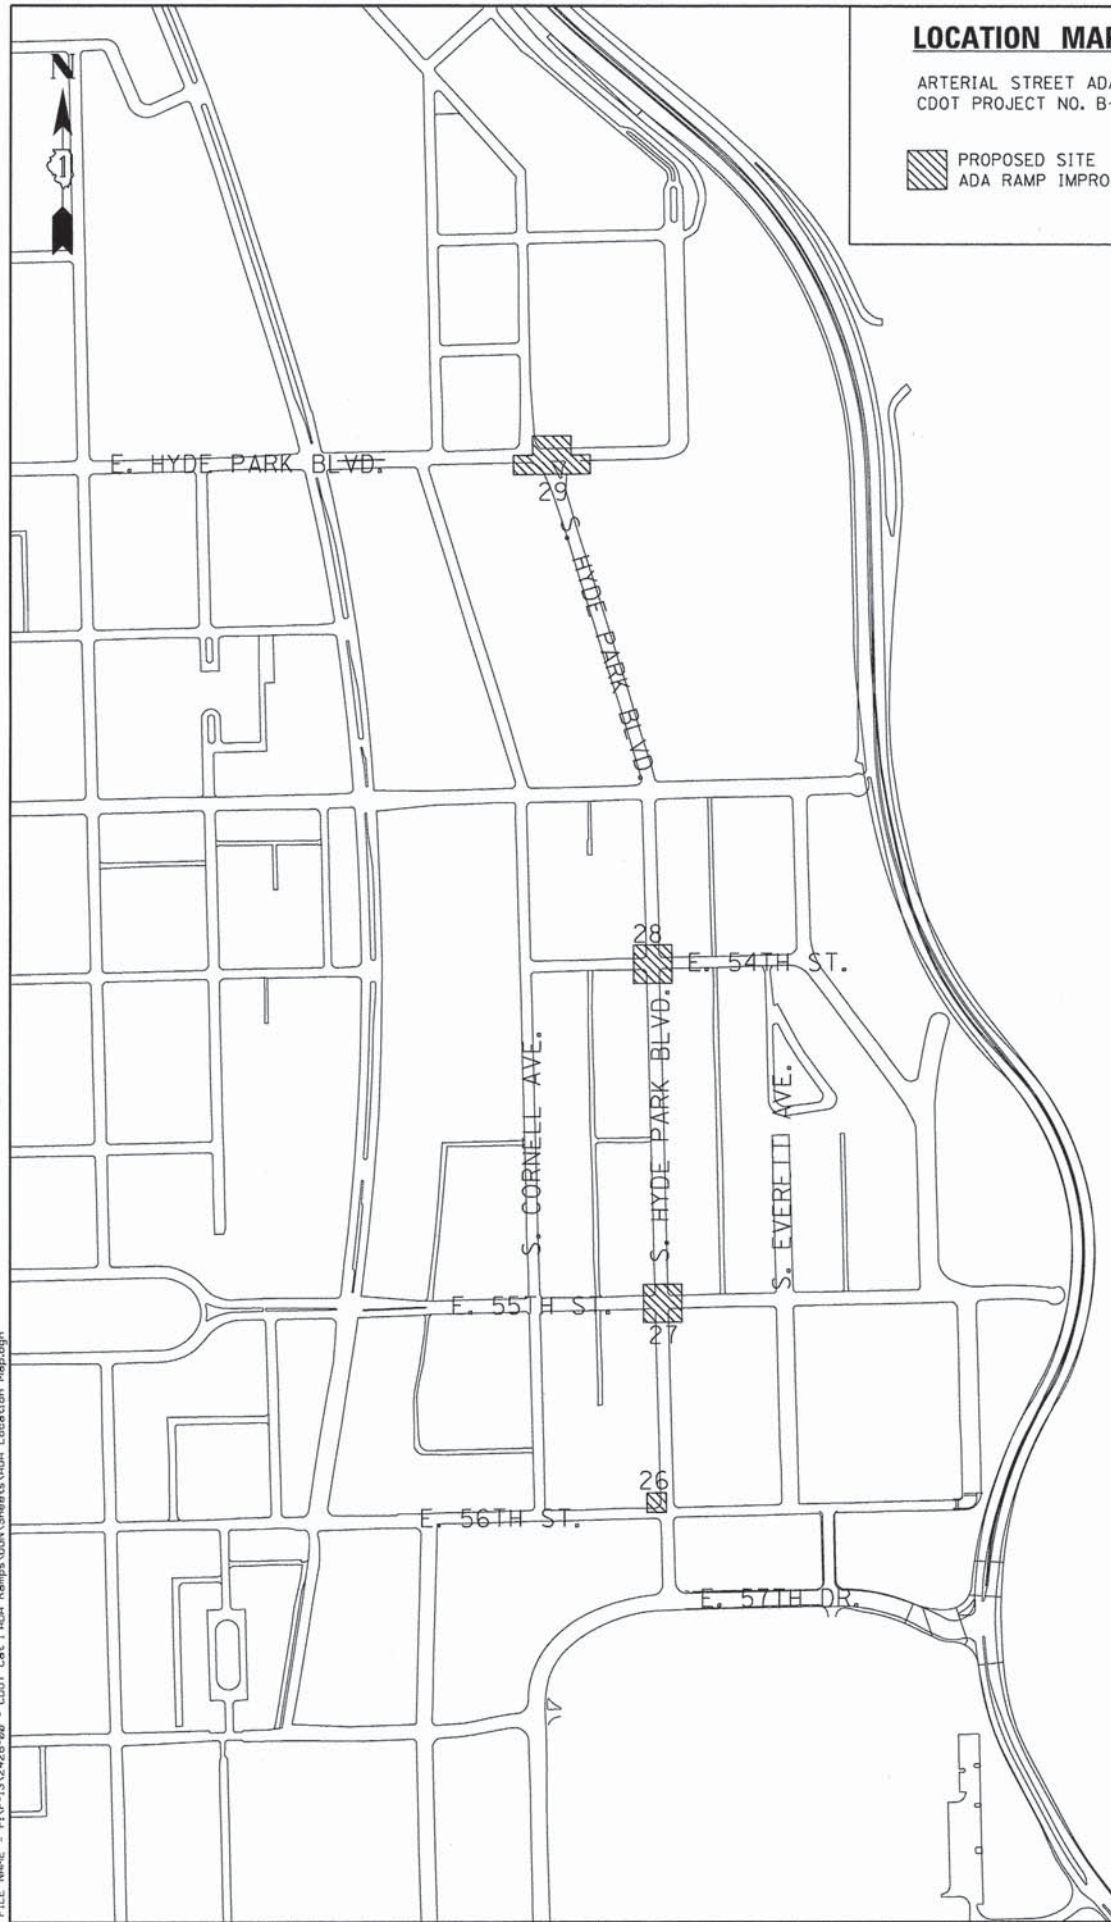 LOCATION MAP
ARTERIAL STREET ADA
CDOT PROJECT NO. B-
PROPOSED SITE
ADA RAMP IMPRO
N
1
E. HYDE PARK BLVD.
29
S. HYDE PARK BLVD.
28
E. 54TH ST.
S. CORNELL AVE.
S. HYDE PARK BLVD.
S. EVERETT AVE.
E. 55TH ST.
27
26
E. 56TH ST.
E. 57TH DR.